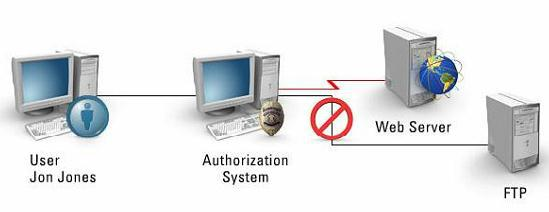 User
Jon Jones
Authorization
System
Web Server
FTP